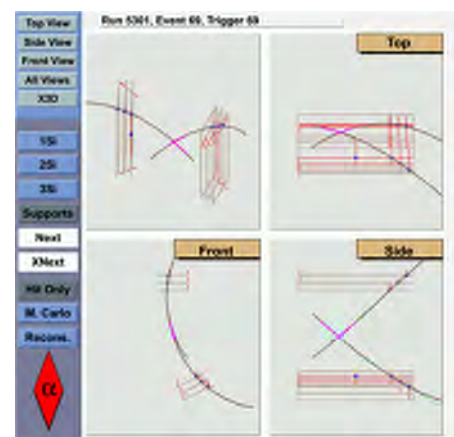 Run 5301, Event 69, Trigger 69
Top View
Side View
Front View
All Views
X3D
1Si
2Si
3Si
Supports
Next
XNext
Hit Only
M. Carlo
Recons.
Top
Front
Side